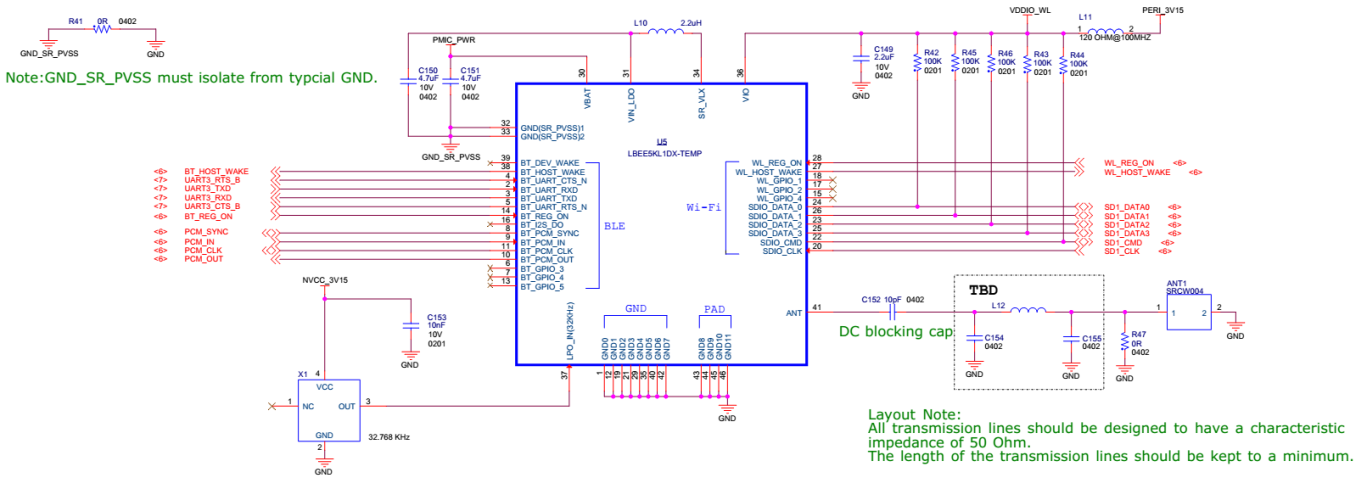 R41 0R 0402
GND_SR_PVSS
GND
Note:GND_SR_PVSS must isolate from typcial GND.
L10 2.2uH
PMIC_PWR
C150
4.7uF
10V
0402
C151
4.7uF
10V
0402
GND_SR_PVSS
VDDIO_WL
L11
PERI_3V15
1 2
120 OHM@100MHZ
C149
2.2uF
10V
0402
GND
R42
100K
0201
R45
100K
0201
R46
100K
0201
R43
100K
0201
R44
100K
0201
30 VBAT
31 VIN_LDO
34 SR_VLX
36 VIO
U5
LBEE5KL1DX-TEMP
32 GND(SR_PVSS)1
33 GND(SR_PVSS)2
39 BT_DEV_WAKE
<6> BT_HOST_WAKE 38 BT_HOST_WAKE
<7> UART3_RTS_B 4 BT_UART_CTS_N
<7> UART3_TXD 2 BT_UART_RXD
<7> UART3_RXD 3 BT_UART_TXD
<7> UART3_CTS_B 5 BT_UART_RTS_N
<6> BT_REG_ON 14 BT_REG_ON
16 BT_I2S_DO
<6> PCM_SYNC 8 BT_PCM_SYNC
<6> PCM_IN 9 BT_PCM_IN
<6> PCM_CLK 11 BT_PCM_CLK
<6> PCM_OUT 10 BT_PCM_OUT
6 BT_GPIO_3
7 BT_GPIO_4
13 BT_GPIO_5
BLE
Wi-Fi
WL_REG_ON 28 WL_REG_ON <6>
WL_HOST_WAKE 27 WL_HOST_WAKE <6>
WL_GPIO_1 18
WL_GPIO_2 17
WL_GPIO_4 15
SDIO_DATA_0 24 SD1_DATA0 <6>
SDIO_DATA_1 26 SD1_DATA1 <6>
SDIO_DATA_2 23 SD1_DATA2 <6>
SDIO_DATA_3 25 SD1_DATA3 <6>
SDIO_CMD 22 SD1_CMD <6>
SDIO_CLK 20 SD1_CLK <6>
ANT 41
GND
PAD
LPO_IN(32KHz) 37
GND0 1
GND1 12
GND2 19
GND3 21
GND4 29
GND5 35
GND6 40
GND7 42
GND8 43
GND9 44
GND10 45
GND11 46
GND
NVCC_3V15
C153
10nF
10V
0201
GND
X1
4
VCC
1 NC OUT 3
GND
2
32.768 KHz
GND
C152 10pF 0402
DC blocking cap
TBD
L12
C154
0402
GND
C155
0402
GND
R47
0R
0402
GND
ANT1
SRCW004
1 1 2 2
GND
Layout Note:
All transmission lines should be designed to have a characteristic
impedance of 50 Ohm.
The length of the transmission lines should be kept to a minimum.